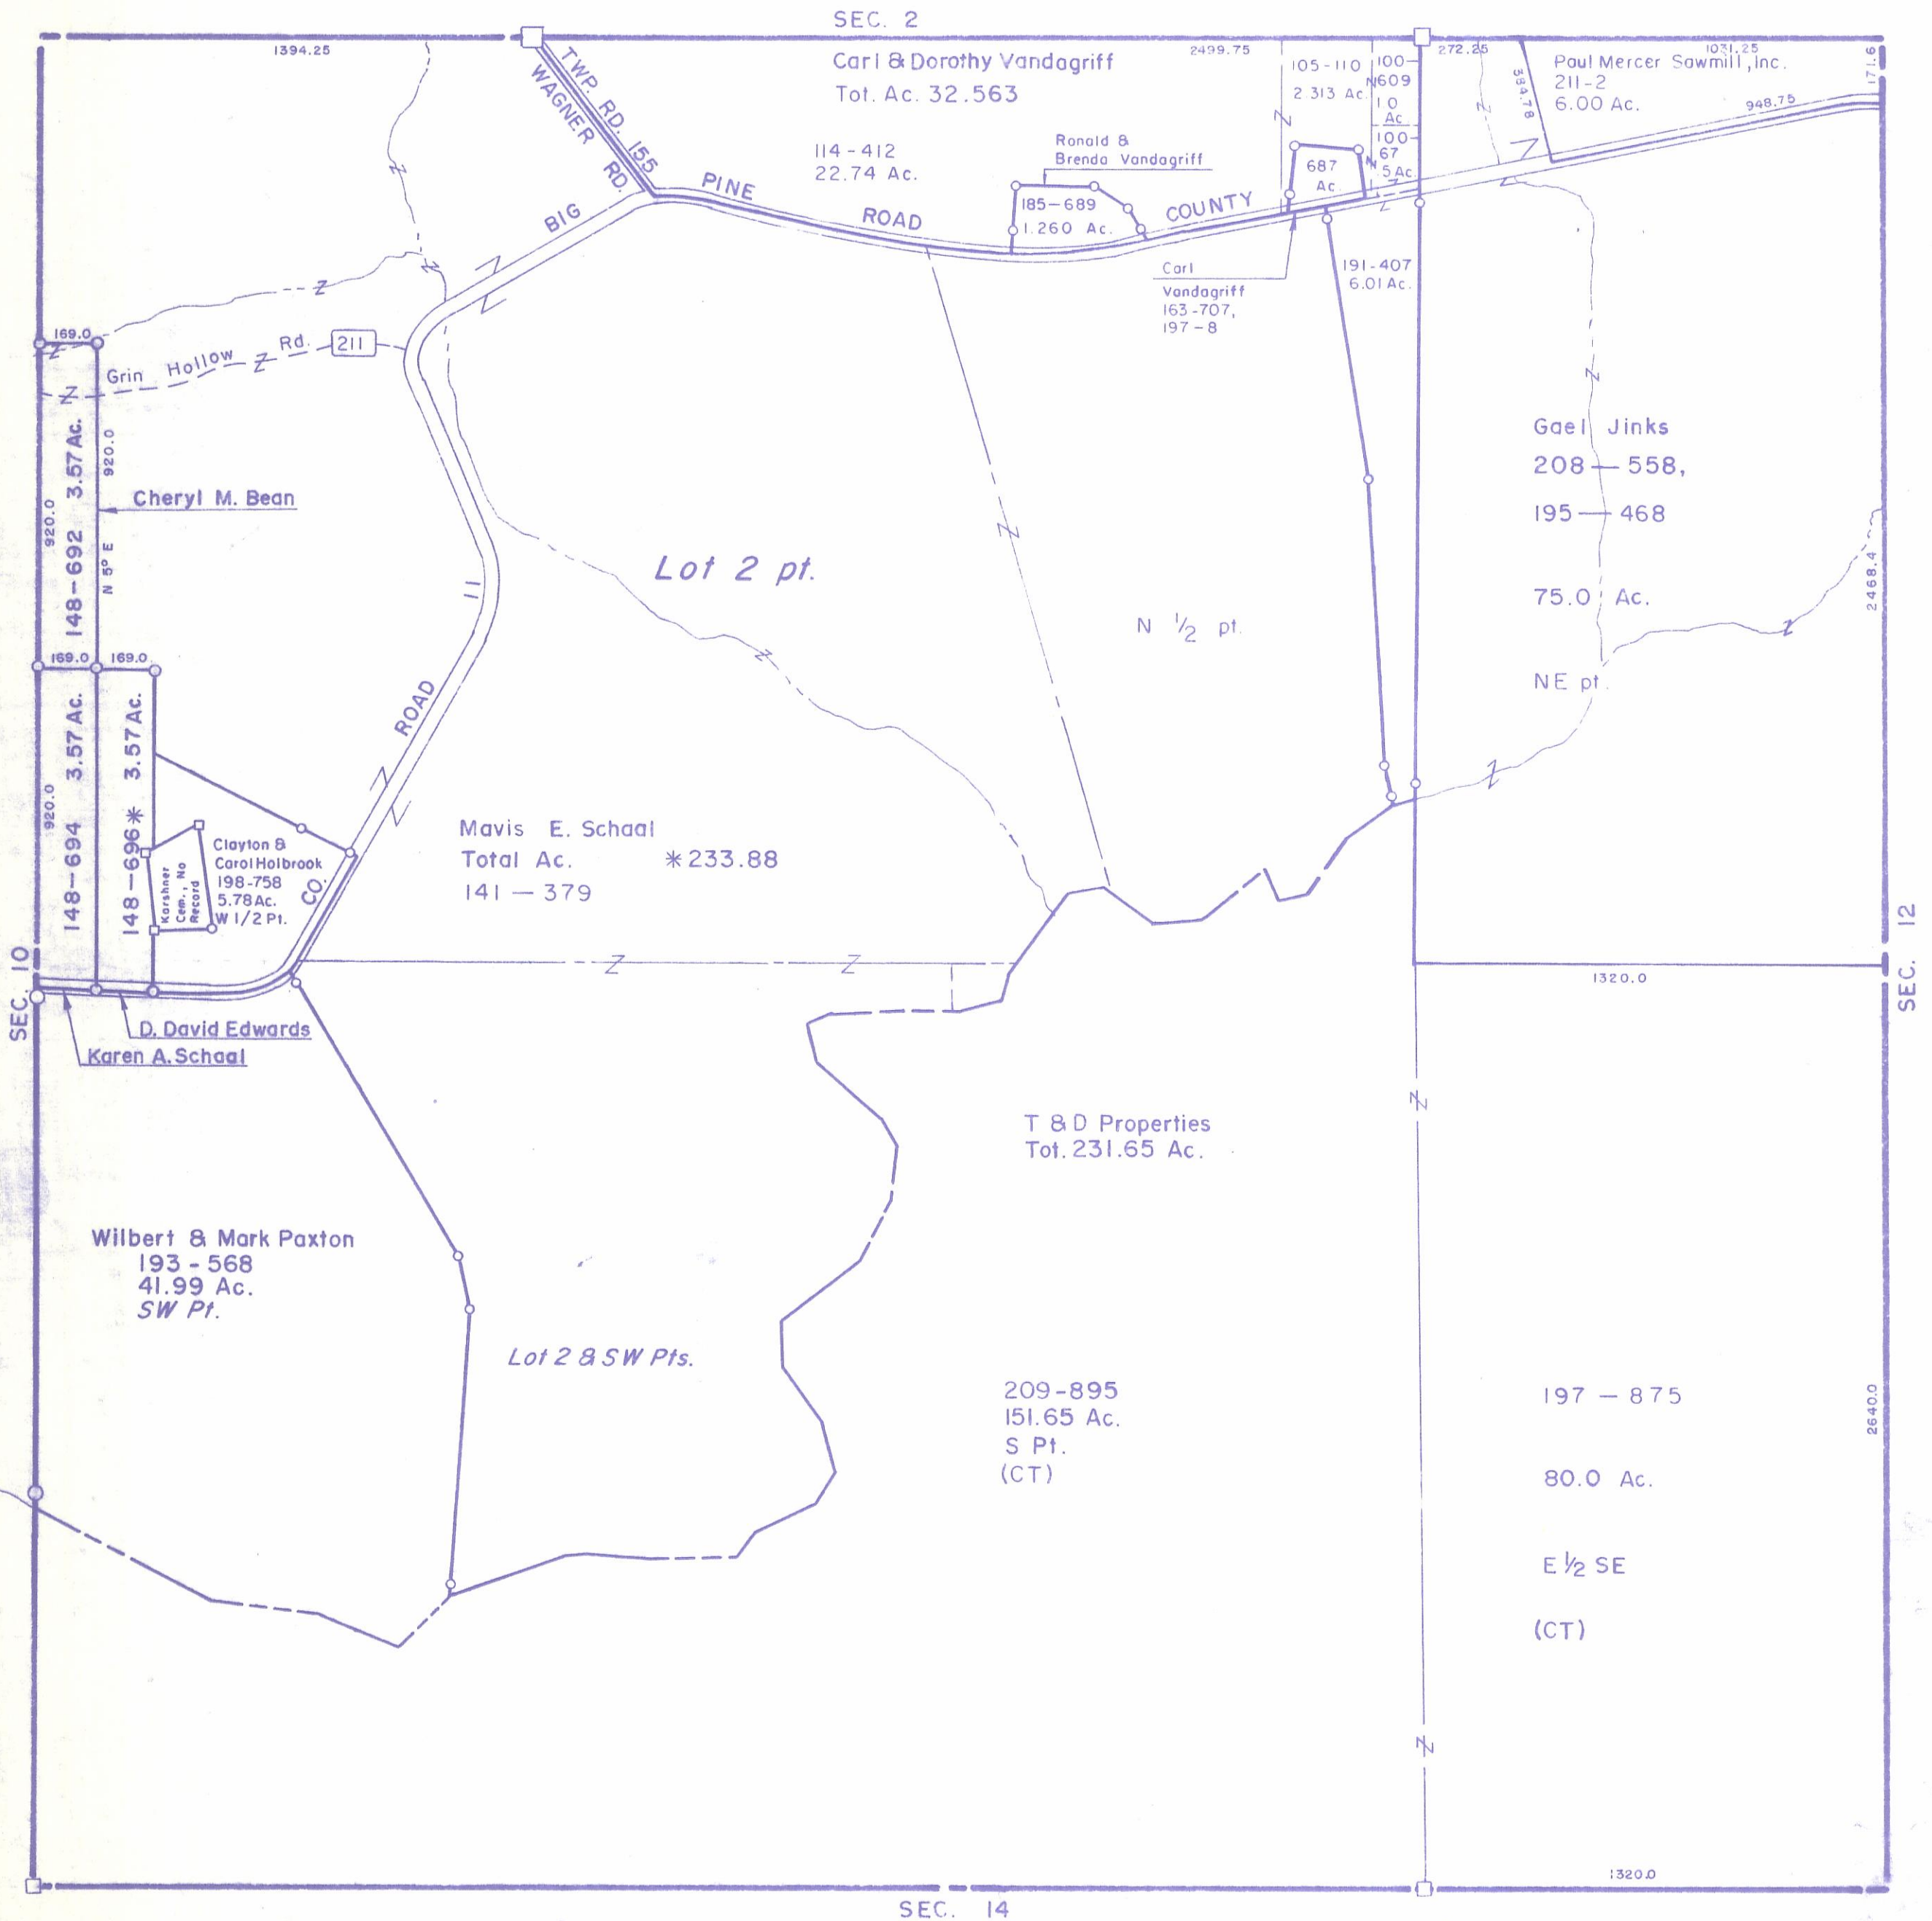 SEC. 2
1394.25
2499.75
272.25
1031.25
171.6
TWP. RD. 155
WAGNER RD.
Carl & Dorothy Vandagriff
Tot. Ac. 32.563
105-110
2.313 Ac.
100-
609
1.0
Ac
100-
67
.5 Ac.
384.78
Paul Mercer Sawmill, Inc.
211-2
6.00 Ac.
948.75
114-412
22.74 Ac.
Ronald &
Brenda Vandagriff
185-689
1.260 Ac.
.687
Ac.
BIG
PINE
ROAD
COUNTY
Carl
Vandagriff
163-707,
197-8
191-407
6.01 Ac.
169.0
Grin Hollow Rd.
211
920.0
148-692 3.57 Ac.
920.0
N 5° E
Cheryl M. Bean
Lot 2 pt.
N 1/2 pt.
Gael Jinks
208-558,
195-468
75.0 Ac.
NE pt.
2468.4
11
ROAD
CO.
169.0
169.0
920.0
148-694 3.57 Ac.
148-696* 3.57 Ac.
Karshner
Cem., No
Record
Clayton &
Carol Holbrook
198-758
5.78 Ac.
W 1/2 Pt.
Mavis E. Schaal
Total Ac. *233.88
141-379
SEC. 10
SEC. 12
1320.0
D. David Edwards
Karen A. Schaal
T & D Properties
Tot. 231.65 Ac.
Wilbert & Mark Paxton
193-568
41.99 Ac.
SW Pt.
Lot 2 & SW Pts.
209-895
151.65 Ac.
S Pt.
(CT)
197-875
80.0 Ac.
E 1/2 SE
(CT)
2640.0
1320.0
SEC. 14